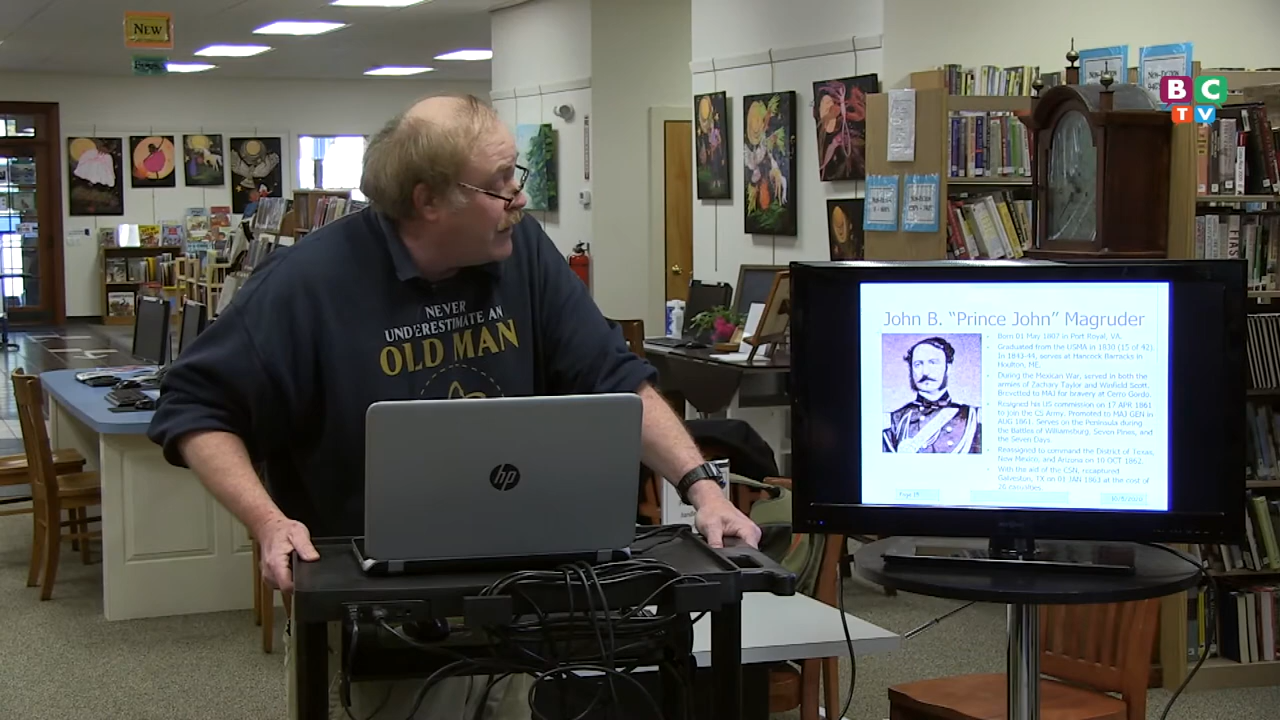 NEW
BC
TV
NEVER
UNDERESTIMATE AN
OLD MAN
hp
John B. "Prince John" Magruder
Born 01 May 1807 in Port Royal, VA.
Graduated from the USMA in 1830 (15 of 42).
In 1843-44, serves at Hancock Barracks in
Houlton, ME.
During the Mexican War, served in both the
armies of Zachary Taylor and Winfield Scott.
Brevetted to MAJ for bravery at Cerro Gordo.
Resigned his US commission on 17 APR 1861
to join the CS Army. Promoted to MAJ GEN in
AUG 1861. Serves on the Peninsula during
the Battles of Williamsburg, Seven Pines, and
the Seven Days.
Reassigned to command the District of Texas,
New Mexico, and Arizona on 10 OCT 1862.
With the aid of the CSN, recaptured
Galveston, TX on 01 JAN 1863 at the cost of
26 casualties.